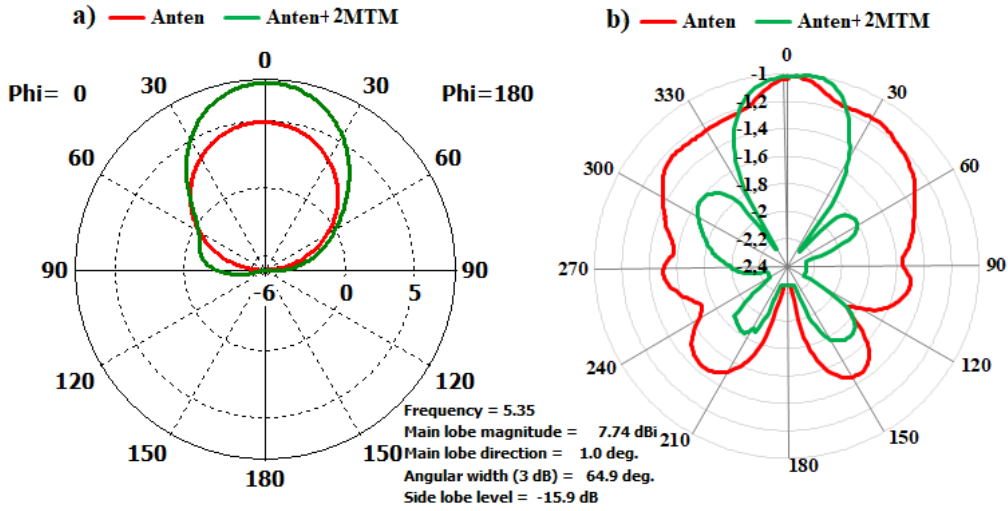 a) Anten Anten+2MTM
0
30 30
Phi= 0 Phi=180
60 60
90 90
-6 0 5
120 120
150 150
180
Frequency = 5.35
Main lobe magnitude = 7.74 dBi
Main lobe direction = 1.0 deg.
Angular width (3 dB) = 64.9 deg.
Side lobe level = -15.9 dB
b) Anten Anten+2MTM
0
-1
330 30
-1,2
-1,4
-1,6
300 60
-1,8
-2
-2,2
270 90
-2,4
240 120
210 150
180